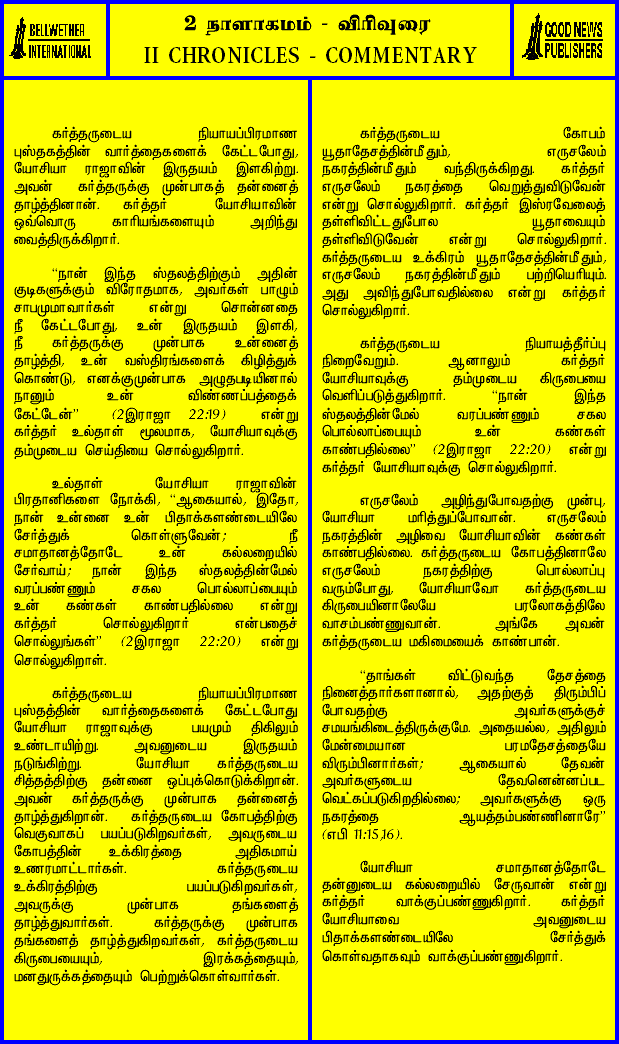 BELLWETHER
INTERNATIONAL
2 நாளாகமம் - விரிவுரை
II CHRONICLES - COMMENTARY
GOOD NEWS
PUBLISHERS
கர்த்தருடைய நியாயப்பிரமாண
புஸ்தகத்தின் வார்த்தைகளைக் கேட்டபோது,
யோசியா ராஜாவின் இருதயம் இளகிற்று.
அவன் கர்த்தருக்கு முன்பாகத் தன்னைத்
தாழ்த்தினான். கர்த்தர் யோசியாவின்
ஒவ்வொரு காரியங்களையும் அறிந்து
வைத்திருக்கிறார்.
“நான் இந்த ஸ்தலத்திற்கும் அதின்
குடிகளுக்கும் விரோதமாக, அவர்கள் பாழும்
சாபமுமாவார்கள் என்று சொன்னதை
நீ கேட்டபோது, உன் இருதயம் இளகி,
நீ கர்த்தருக்கு முன்பாக உன்னைத்
தாழ்த்தி, உன் வஸ்திரங்களைக் கிழித்துக்
கொண்டு, எனக்குமுன்பாக அழுதபடியினால்
நானும் உன் விண்ணப்பத்தைக்
கேட்டேன்” (2இராஜா 22:19) என்று
கர்த்தர் உல்தாள் மூலமாக, யோசியாவுக்கு
தம்முடைய செய்தியை சொல்லுகிறார்.
உல்தாள் யோசியா ராஜாவின்
பிரதானிகளை நோக்கி, “ஆகையால், இதோ,
நான் உன்னை உன் பிதாக்களண்டையிலே
சேர்த்துக் கொள்ளுவேன்; நீ
சமாதானத்தோடே உன் கல்லறையில்
சேர்வாய்; நான் இந்த ஸ்தலத்தின்மேல்
வரப்பண்ணும் சகல பொல்லாப்பையும்
உன் கண்கள் காண்பதில்லை என்று
கர்த்தர் சொல்லுகிறார் என்பதைச்
சொல்லுங்கள்” (2இராஜா 22:20) என்று
சொல்லுகிறாள்.
கர்த்தருடைய நியாயப்பிரமாண
புஸ்தத்தின் வார்த்தைகளைக் கேட்டபோது
யோசியா ராஜாவுக்கு பயமும் திகிலும்
உண்டாயிற்று. அவனுடைய இருதயம்
நடுங்கிற்று. யோசியா கர்த்தருடைய
சித்தத்திற்கு தன்னை ஒப்புக்கொடுக்கிறான்.
அவன் கர்த்தருக்கு முன்பாக தன்னைத்
தாழ்த்துகிறான். கர்த்தருடைய கோபத்திற்கு
வெகுவாகப் பயப்படுகிறவர்கள், அவருடைய
கோபத்தின் உக்கிரத்தை அதிகமாய்
உணரமாட்டார்கள். கர்த்தருடைய
உக்கிரத்திற்கு பயப்படுகிறவர்கள்,
அவருக்கு முன்பாக தங்களைத்
தாழ்த்துவார்கள். கர்த்தருக்கு முன்பாக
தங்களைத் தாழ்த்துகிறவர்கள், கர்த்தருடைய
கிருபையையும், இரக்கத்தையும்,
மனதுருக்கத்தையும் பெற்றுக்கொள்வார்கள்.
கர்த்தருடைய கோபம்
யூதாதேசத்தின்மீதும், எருசலேம்
நகரத்தின்மீதும் வந்திருக்கிறது. கர்த்தர்
எருசலேம் நகரத்தை வெறுத்துவிடுவேன்
என்று சொல்லுகிறார். கர்த்தர் இஸ்ரவேலைத்
தள்ளிவிட்டதுபோல யூதாவையும்
தள்ளிவிடுவேன் என்று சொல்லுகிறார்.
கர்த்தருடைய உக்கிரம் யூதாதேசத்தின்மீதும்,
எருசலேம் நகரத்தின்மீதும் பற்றியெரியும்.
அது அவிந்துபோவதில்லை என்று கர்த்தர்
சொல்லுகிறார்.
கர்த்தருடைய நியாயத்தீர்ப்பு
நிறைவேறும். ஆனாலும் கர்த்தர்
யோசியாவுக்கு தம்முடைய கிருபையை
வெளிப்படுத்துகிறார். “நான் இந்த
ஸ்தலத்தின்மேல் வரப்பண்ணும் சகல
பொல்லாப்பையும் உன் கண்கள்
காண்பதில்லை” (2இராஜா 22:20) என்று
கர்த்தர் யோசியாவுக்கு சொல்லுகிறார்.
எருசலேம் அழிந்துபோவதற்கு முன்பு,
யோசியா மரித்துப்போவான். எருசலேம்
நகரத்தின் அழிவை யோசியாவின் கண்கள்
காண்பதில்லை. கர்த்தருடைய கோபத்தினாலே
எருசலேம் நகரத்திற்கு பொல்லாப்பு
வரும்போது, யோசியாவோ கர்த்தருடைய
கிருபையினாலேயே பரலோகத்திலே
வாசம்பண்ணுவான். அங்கே அவன்
கர்த்தருடைய மகிமையைக் காண்பான்.
“தாங்கள் விட்டுவந்த தேசத்தை
நினைத்தார்களானால், அதற்குத் திரும்பிப்
போவதற்கு அவர்களுக்குச்
சமயங்கிடைத்திருக்குமே. அதையல்ல, அதிலும்
மேன்மையான பரமதேசத்தையே
விரும்பினார்கள்; ஆகையால் தேவன்
அவர்களுடைய தேவனென்னப்பட
வெட்கப்படுகிறதில்லை; அவர்களுக்கு ஒரு
நகரத்தை ஆயத்தம்பண்ணினாரே”
(எபி 11:15,16).
யோசியா சமாதானத்தோடே
தன்னுடைய கல்லறையில் சேருவான் என்று
கர்த்தர் வாக்குப்பண்ணுகிறார். கர்த்தர்
யோசியாவை அவனுடைய
பிதாக்களண்டையிலே சேர்த்துக்
கொள்வதாகவும் வாக்குப்பண்ணுகிறார்.